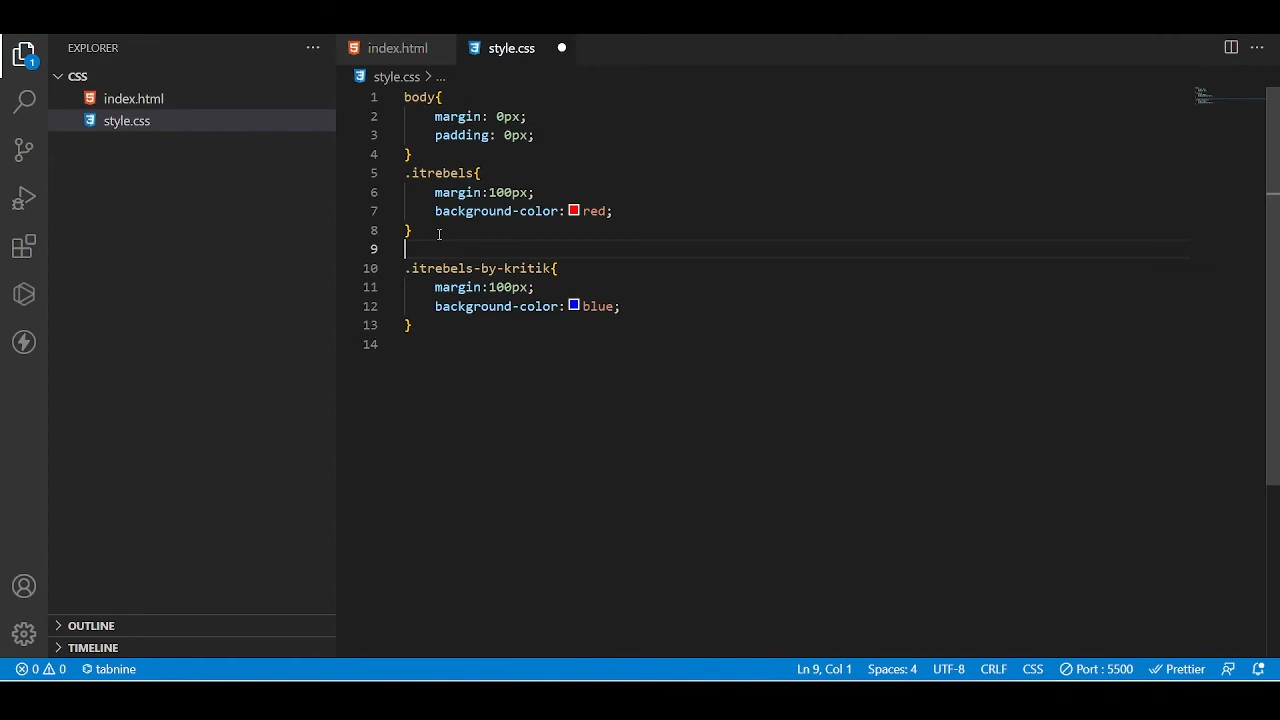 EXPLORER
CSS
index.html
style.css
1
index.html
style.css
style.css > ...
1 body{
2 margin: 0px;
3 padding: 0px;
4 }
5 .itrebels{
6 margin:100px;
7 background-color: red;
8 }
9
10 .itrebels-by-kritik{
11 margin:100px;
12 background-color: blue;
13 }
14
OUTLINE
TIMELINE
0 0 tabnine Ln 9, Col 1 Spaces: 4 UTF-8 CRLF CSS Port : 5500 Prettier